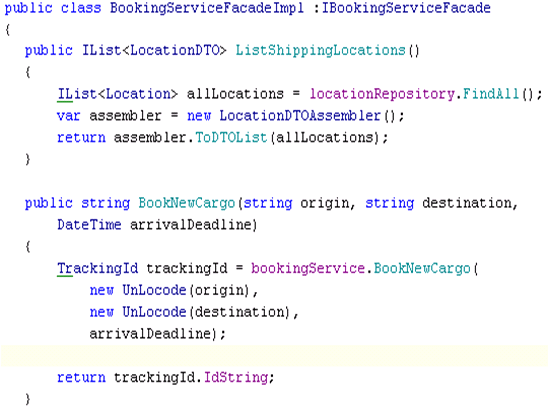 public class BookingServiceFacadeImpl :IBookingServiceFacade
{
public IList<LocationDTO> ListShippingLocations()
{
IList<Location> allLocations = locationRepository.FindAll();
var assembler = new LocationDTOAssembler();
return assembler.ToDTOList(allLocations);
}
public string BookNewCargo(string origin, string destination,
DateTime arrivalDeadline)
{
TrackingId trackingId = bookingService.BookNewCargo(
new UnLocode(origin),
new UnLocode(destination),
arrivalDeadline);
return trackingId.IdString;
}